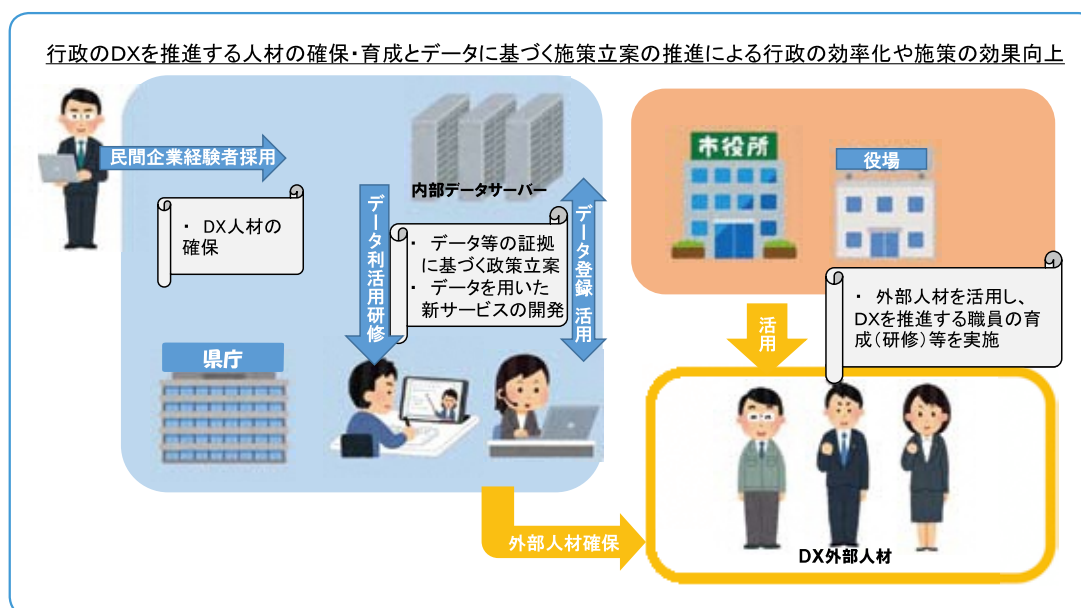 行政のDXを推進する人材の確保・育成とデータに基づく施策立案の推進による行政の効率化や施策の効果向上
民間企業経験者採用
・ DX人材の
確保
内部データサーバー
データ利活用研修
・ データ等の証拠
に基づく政策立案
・ データを用いた
新サービスの開発
データ登録 活用
県庁
市役所
役場
活用
・ 外部人材を活用し、
DXを推進する職員の育
成(研修)等を実施
外部人材確保
DX外部人材